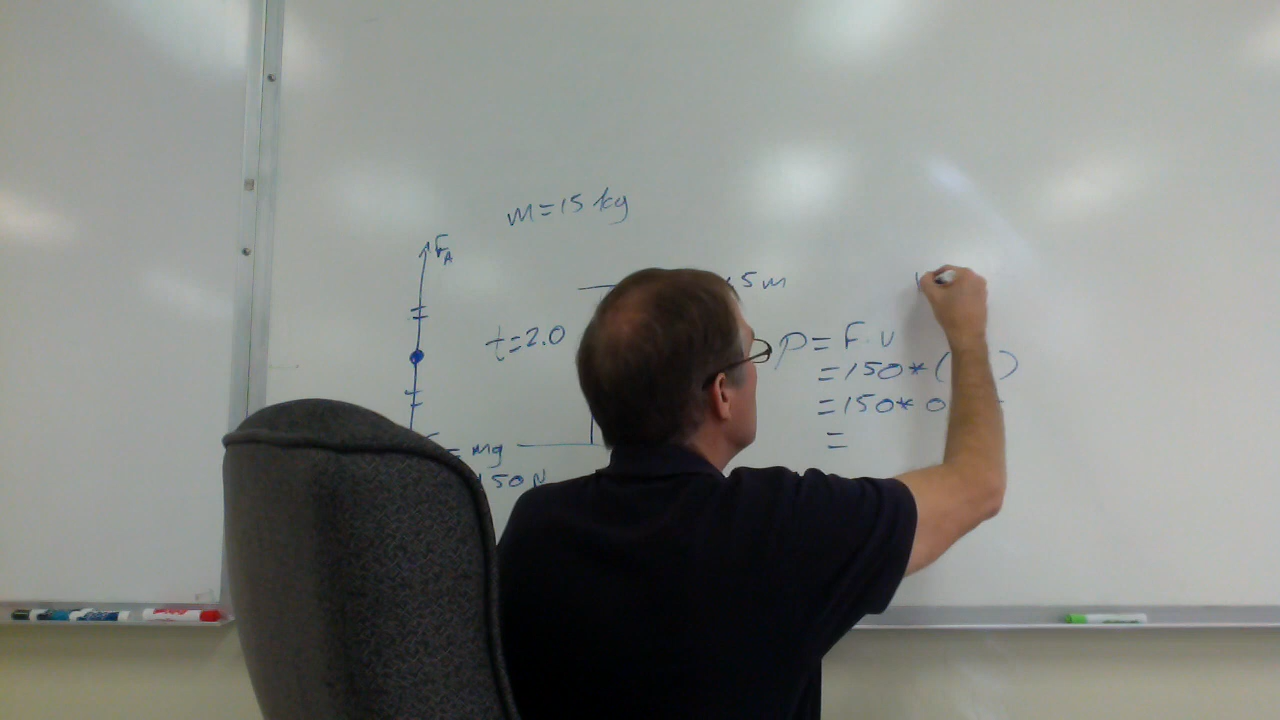 m=15 kg
F_A
.5 m
t=2.0
P= F·v
=150*( )
=150* 0
=
= mg
150 N